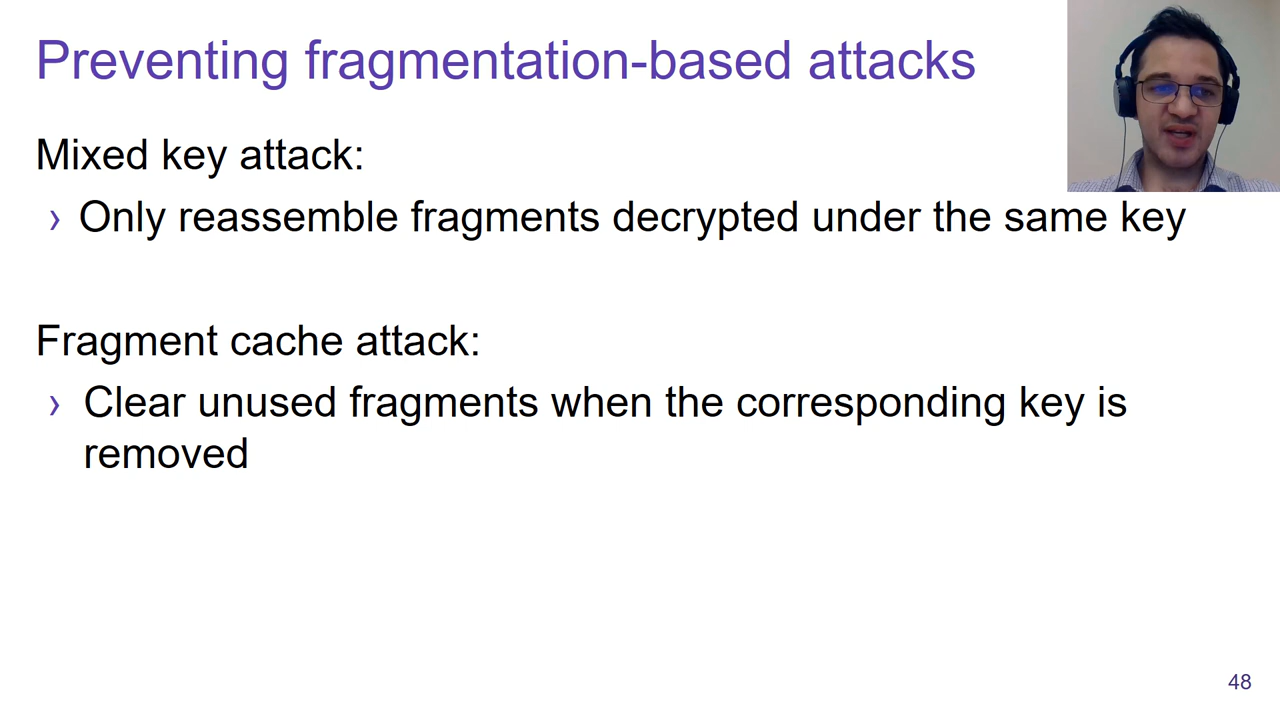 Preventing fragmentation-based attacks
Mixed key attack:
› Only reassemble fragments decrypted under the same key
Fragment cache attack:
› Clear unused fragments when the corresponding key is
removed
48